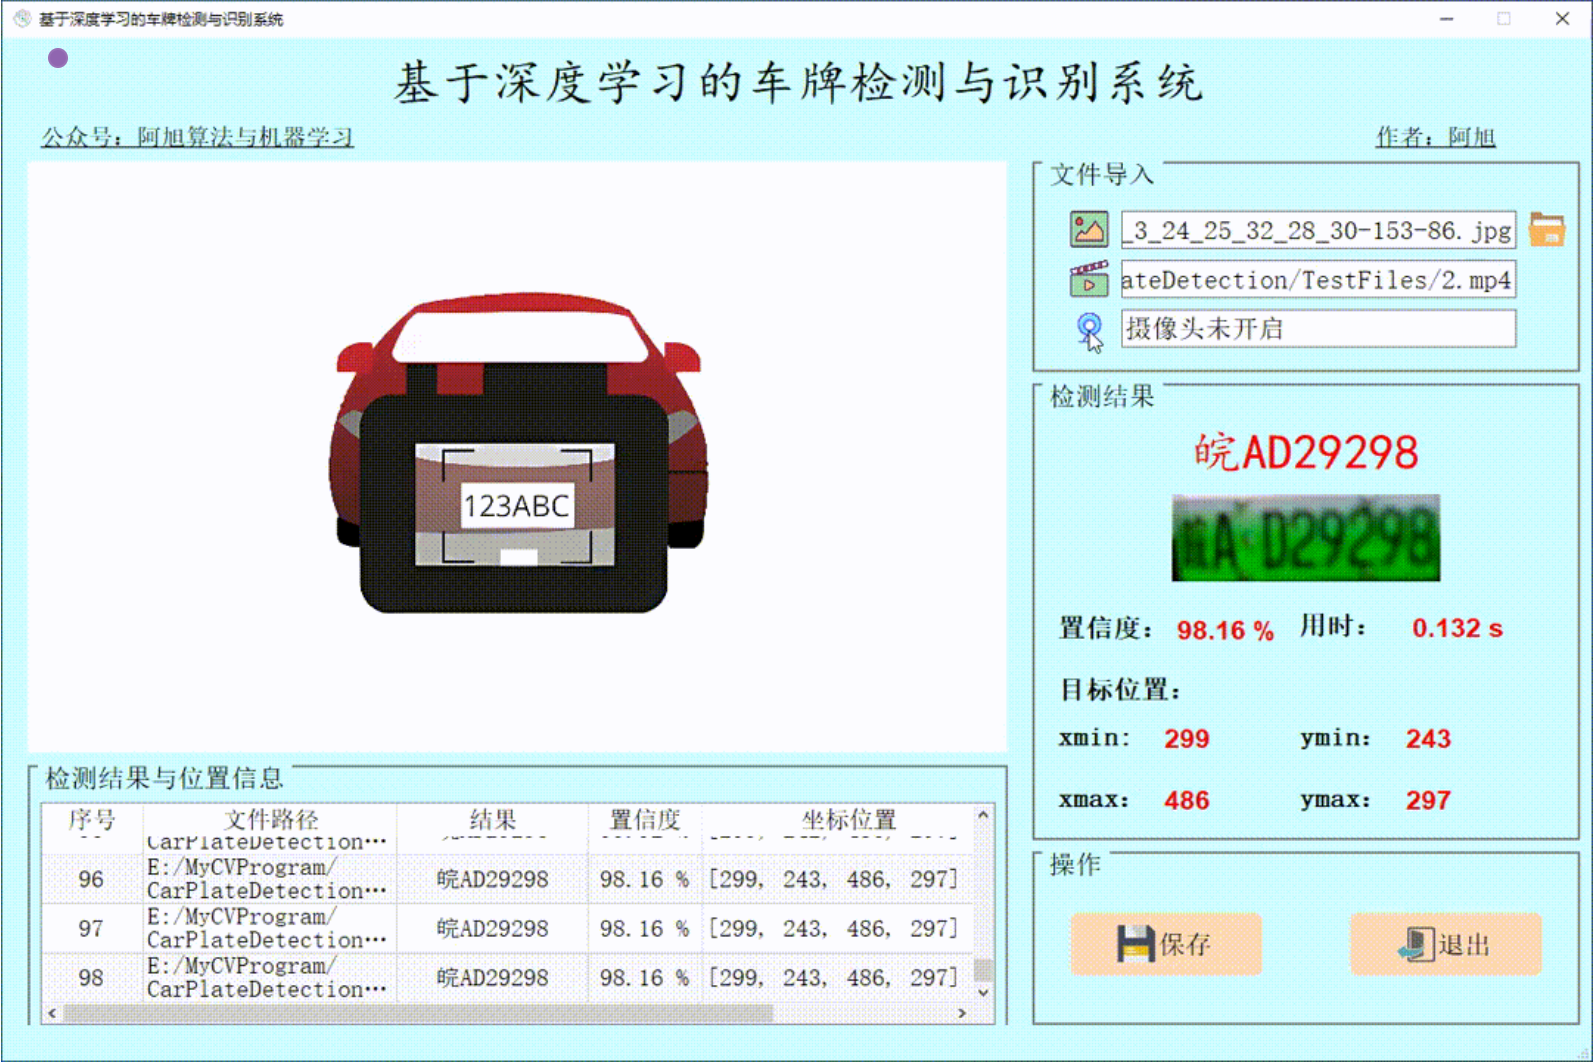 基于深度学习的车牌检测与识别系统
基于深度学习的车牌检测与识别系统
公众号：阿旭算法与机器学习
作者：阿旭
123ABC
文件导入
_3_24_25_32_28_30-153-86.jpg
ateDetection/TestFiles/2.mp4
摄像头未开启
检测结果
皖AD29298
皖A D29298
置信度： 98.16 % 用时： 0.132 s
目标位置：
xmin: 299 ymin: 243
xmax: 486 ymax: 297
检测结果与位置信息
序号 文件路径 结果 置信度 坐标位置
CarPlateDetection…
96 E:/MyCVProgram/ CarPlateDetection… 皖AD29298 98.16 % [299, 243, 486, 297]
97 E:/MyCVProgram/ CarPlateDetection… 皖AD29298 98.16 % [299, 243, 486, 297]
98 E:/MyCVProgram/ CarPlateDetection… 皖AD29298 98.16 % [299, 243, 486, 297]
操作
保存
退出